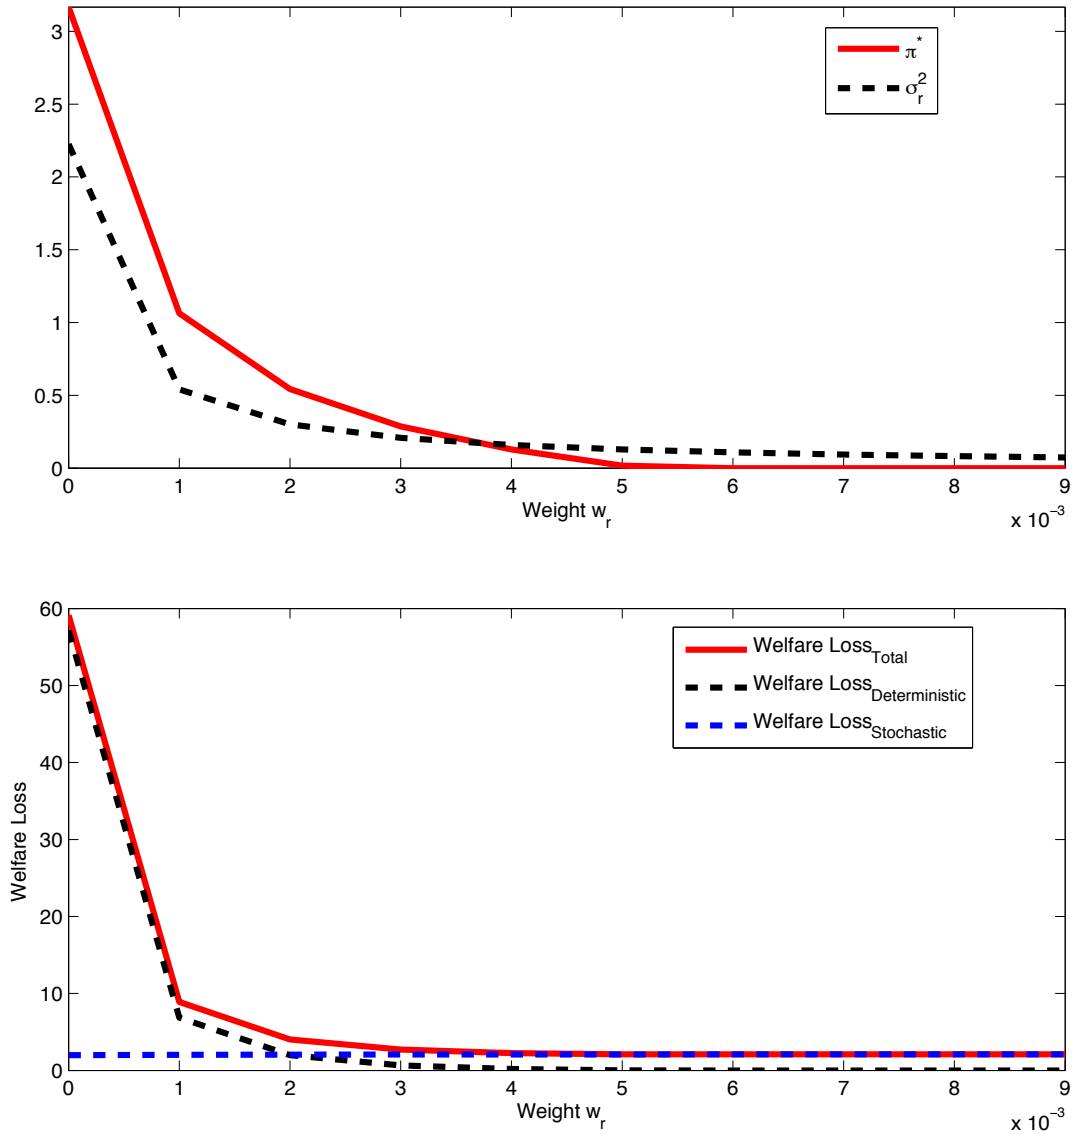 3
2.5
2
1.5
1
0.5
0
π*
σ_r^2
0 1 2 3 4 5 6 7 8 9
Weight w_r
x 10^−3
60
50
40
30
20
10
0
Welfare Loss
Welfare Loss_Total
Welfare Loss_Deterministic
Welfare Loss_Stochastic
0 1 2 3 4 5 6 7 8 9
Weight w_r
x 10^−3